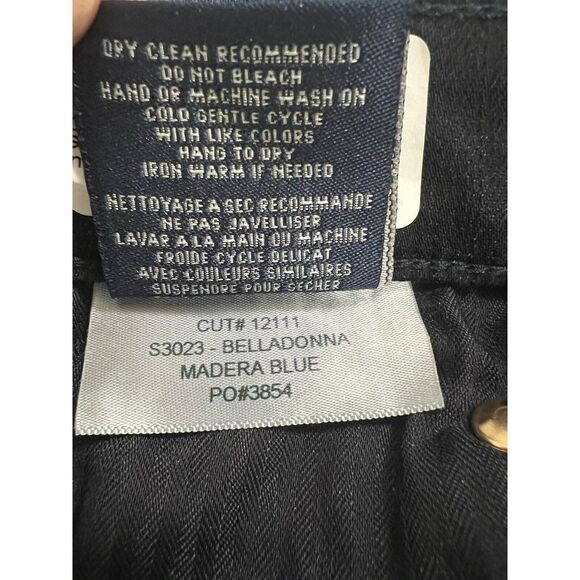 DRY CLEAN RECOMMENDED
DO NOT BLEACH
HAND OR MACHINE WASH ON
COLD GENTLE CYCLE
WITH LIKE COLORS
HANG TO DRY
IRON WARM IF NEEDED
NETTOYAGE A SEC RECOMMANDE
NE PAS JAVELLISER
LAVAR A LA MAIN OU MACHINE
FROIDE CYCLE DELICAT
AVEC COULEURS SIMILAIRES
SUSPENDRE POUR SECHER
CUT# 12111
S3023 - BELLADONNA
MADERA BLUE
PO#3854